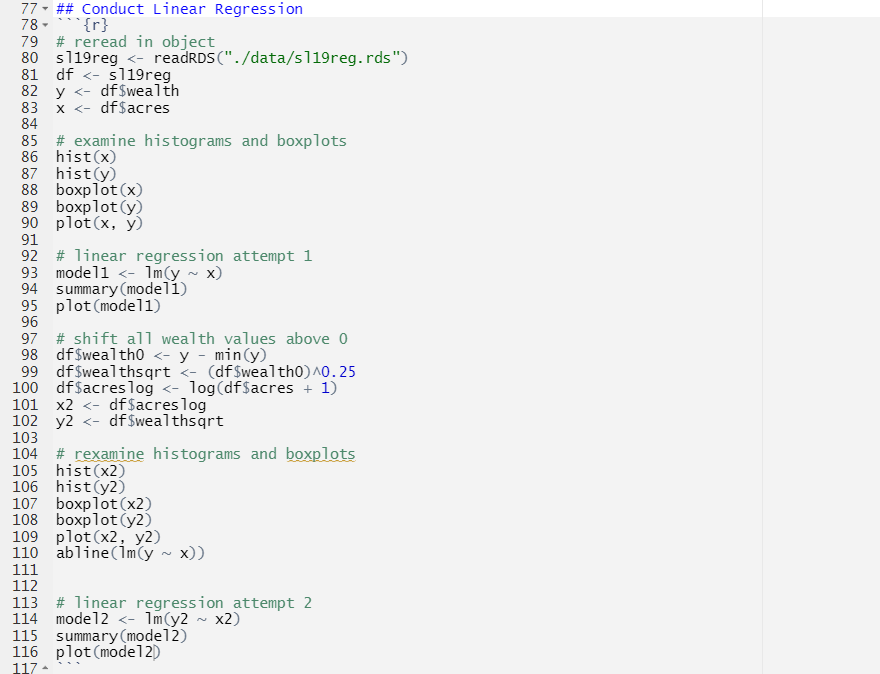 77 ## Conduct Linear Regression
78 ```{r}
79 # reread in object
80 sl19reg <- readRDS("./data/sl19reg.rds")
81 df <- sl19reg
82 y <- df$wealth
83 x <- df$acres
84
85 # examine histograms and boxplots
86 hist(x)
87 hist(y)
88 boxplot(x)
89 boxplot(y)
90 plot(x, y)
91
92 # linear regression attempt 1
93 model1 <- lm(y ~ x)
94 summary(model1)
95 plot(model1)
96
97 # shift all wealth values above 0
98 df$wealth0 <- y - min(y)
99 df$wealthsqrt <- (df$wealth0)^0.25
100 df$acreslog <- log(df$acres + 1)
101 x2 <- df$acreslog
102 y2 <- df$wealthsqrt
103
104 # rexamine histograms and boxplots
105 hist(x2)
106 hist(y2)
107 boxplot(x2)
108 boxplot(y2)
109 plot(x2, y2)
110 abline(lm(y ~ x))
111
112
113 # linear regression attempt 2
114 model2 <- lm(y2 ~ x2)
115 summary(model2)
116 plot(model2)
117 ```